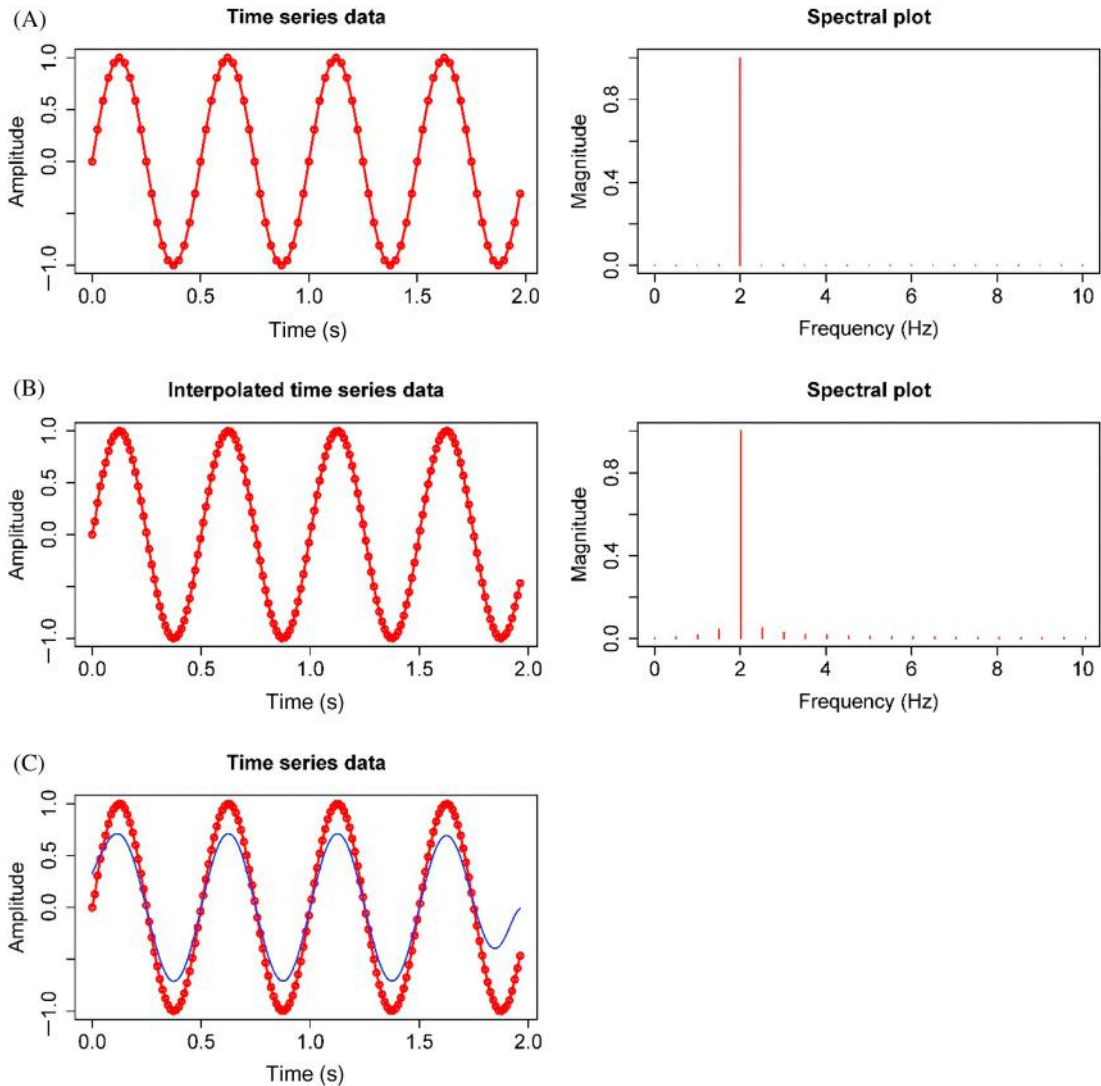 (A)
Time series data
Amplitude
1.0
0.5
0.0
−1.0
0.0 0.5 1.0 1.5 2.0
Time (s)
Spectral plot
Magnitude
0.8
0.4
0.0
0 2 4 6 8 10
Frequency (Hz)
(B)
Interpolated time series data
Amplitude
1.0
0.5
0.0
−1.0
0.0 0.5 1.0 1.5 2.0
Time (s)
Spectral plot
Magnitude
0.8
0.4
0.0
0 2 4 6 8 10
Frequency (Hz)
(C)
Time series data
Amplitude
1.0
0.5
0.0
−1.0
0.0 0.5 1.0 1.5 2.0
Time (s)